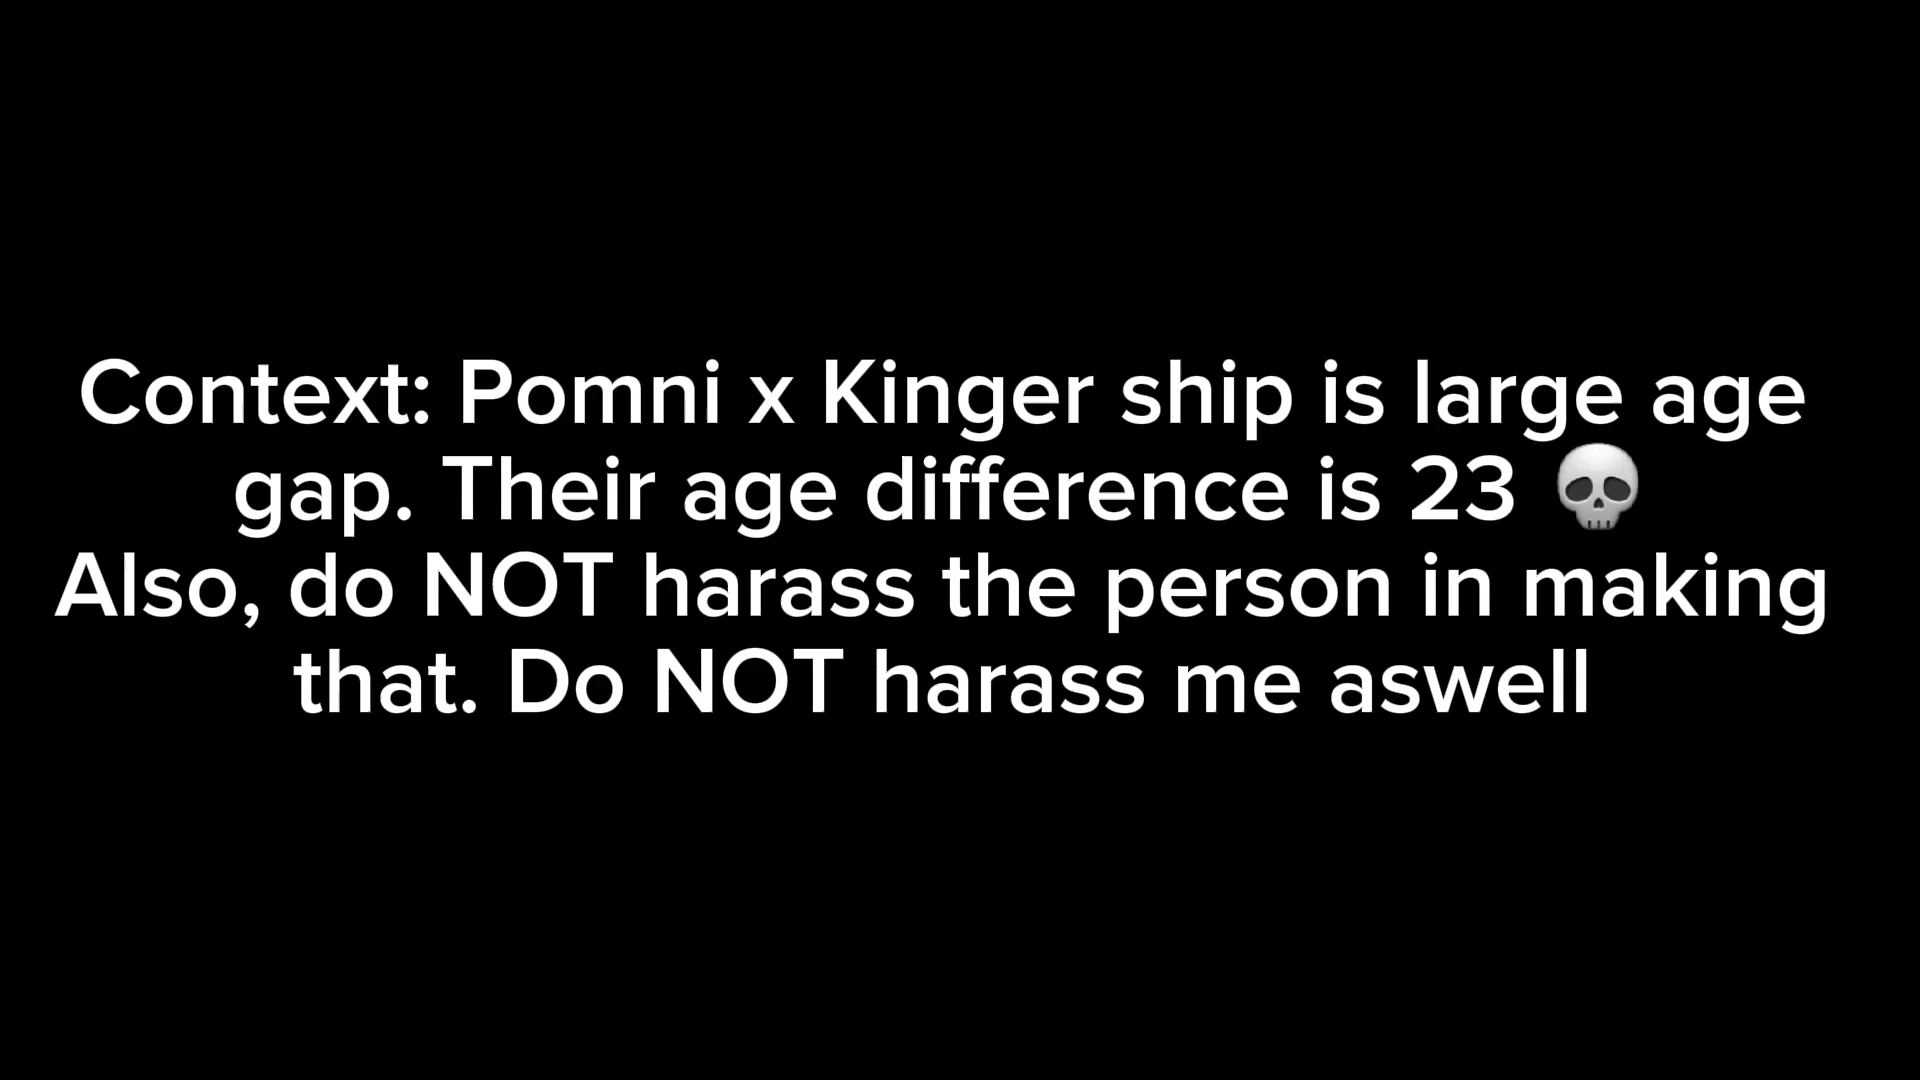 Context: Pomni x Kinger ship is large age
gap. Their age difference is 23 💀
Also, do NOT harass the person in making
that. Do NOT harass me aswell